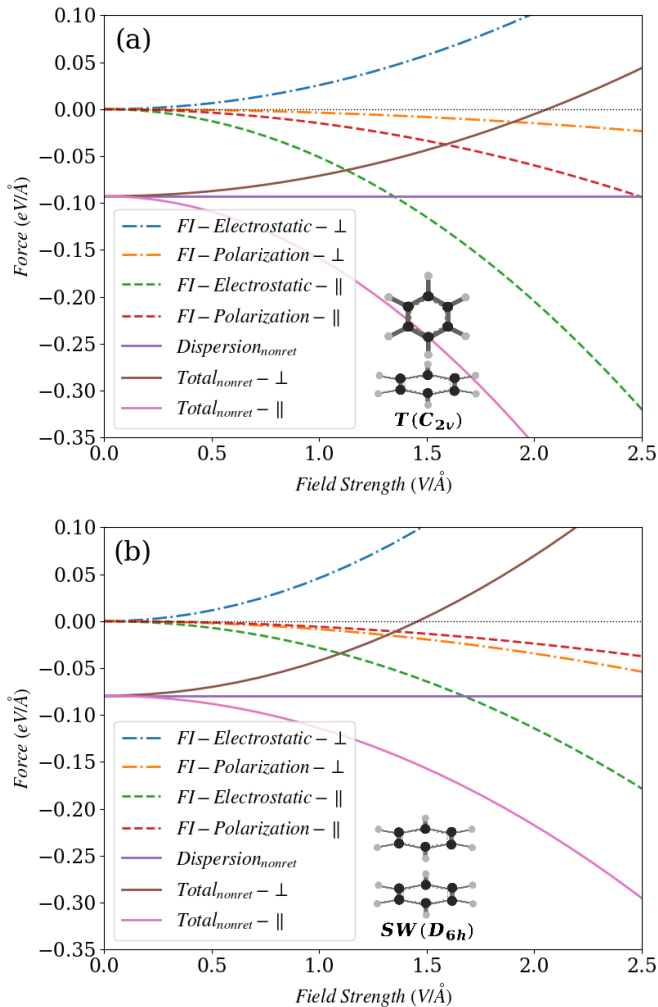 (a)
0.10
0.05
0.00
−0.05
−0.10
−0.15
−0.20
−0.25
−0.30
−0.35
Force (eV/Å)
FI − Electrostatic − ⊥
FI − Polarization − ⊥
FI − Electrostatic − ∥
FI − Polarization − ∥
Dispersion_nonret
Total_nonret − ⊥
Total_nonret − ∥
T(C_2v)
0.0 0.5 1.0 1.5 2.0 2.5
Field Strength (V/Å)
(b)
0.10
0.05
0.00
−0.05
−0.10
−0.15
−0.20
−0.25
−0.30
−0.35
Force (eV/Å)
FI − Electrostatic − ⊥
FI − Polarization − ⊥
FI − Electrostatic − ∥
FI − Polarization − ∥
Dispersion_nonret
Total_nonret − ⊥
Total_nonret − ∥
SW(D_6h)
0.0 0.5 1.0 1.5 2.0 2.5
Field Strength (V/Å)